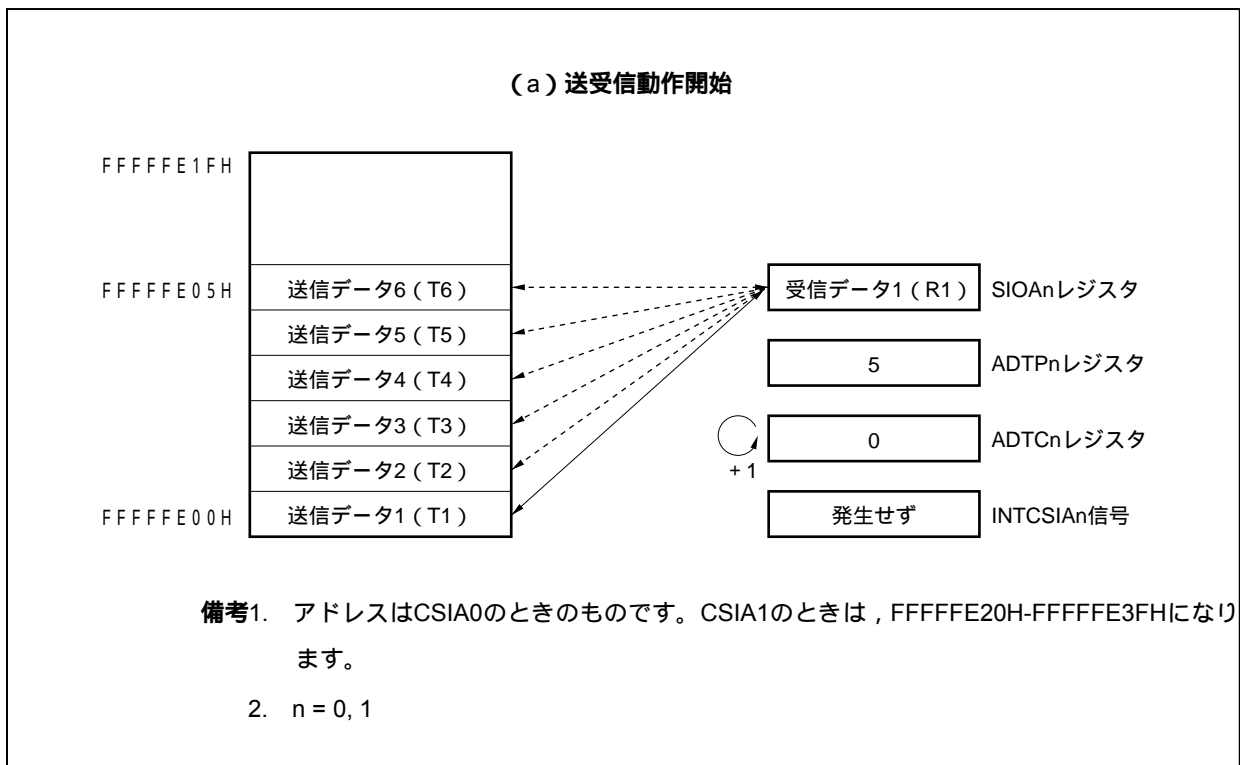 （a）送受信動作開始
FFFFFE1FH
FFFFFE05H 送信データ6（T6） 受信データ1（R1） SIOAnレジスタ
送信データ5（T5）
送信データ4（T4） 5 ADTPnレジスタ
送信データ3（T3） 0 ADTCnレジスタ
送信データ2（T2） +1
FFFFFE00H 送信データ1（T1） 発生せず INTCSIAn信号
備考1. アドレスはCSIA0のときのものです。CSIA1のときは，FFFFFE20H-FFFFFE3FHになり
ます。
2. n = 0, 1